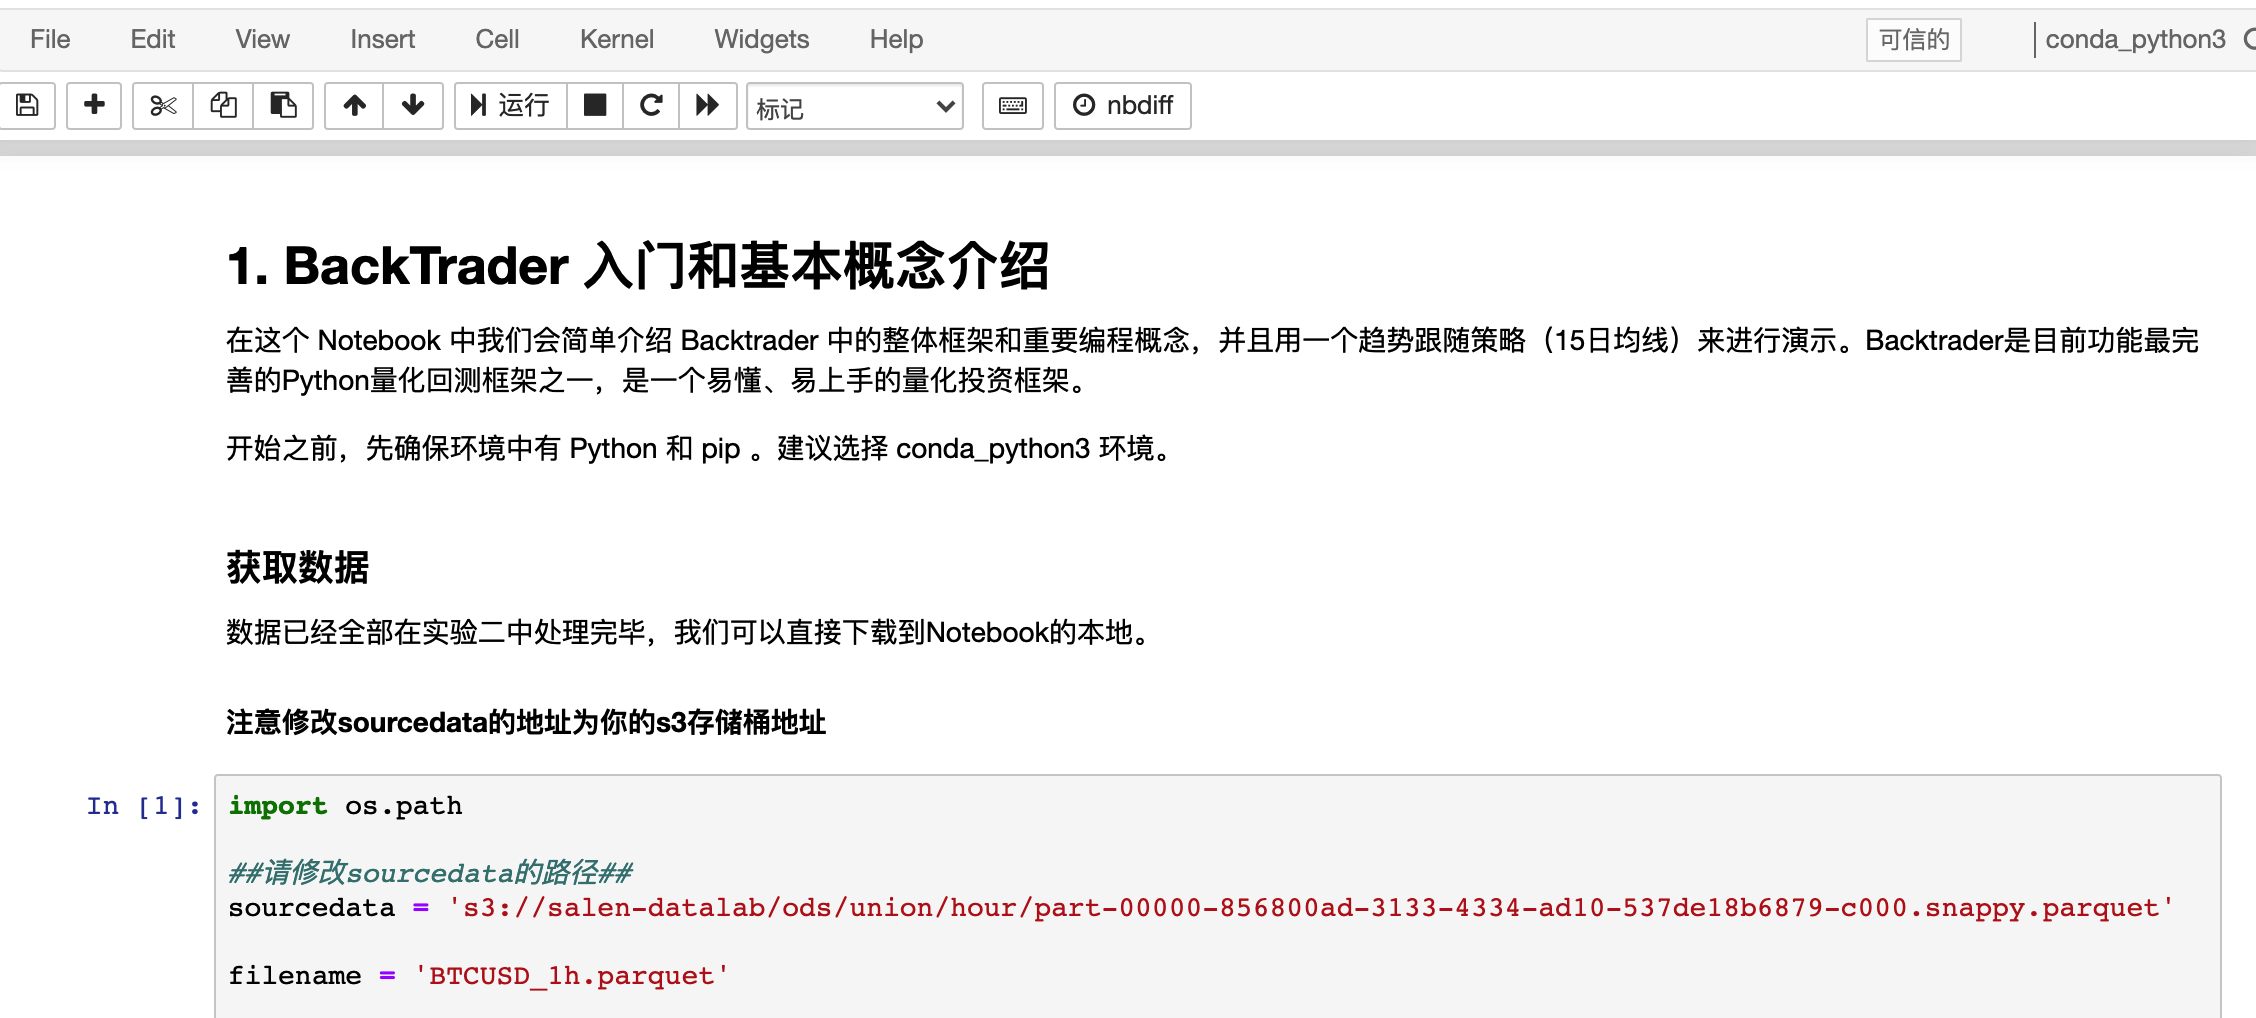 File Edit View Insert Cell Kernel Widgets Help 可信的 conda_python3
运行 标记 nbdiff
1. BackTrader 入门和基本概念介绍
在这个 Notebook 中我们会简单介绍 Backtrader 中的整体框架和重要编程概念，并且用一个趋势跟随策略（15日均线）来进行演示。Backtrader是目前功能最完
善的Python量化回测框架之一，是一个易懂、易上手的量化投资框架。
开始之前，先确保环境中有 Python 和 pip 。建议选择 conda_python3 环境。
获取数据
数据已经全部在实验二中处理完毕，我们可以直接下载到Notebook的本地。
注意修改sourcedata的地址为你的s3存储桶地址
In [1]: import os.path
##请修改sourcedata的路径##
sourcedata = 's3://salen-datalab/ods/union/hour/part-00000-856800ad-3133-4334-ad10-537de18b6879-c000.snappy.parquet'
filename = 'BTCUSD_1h.parquet'